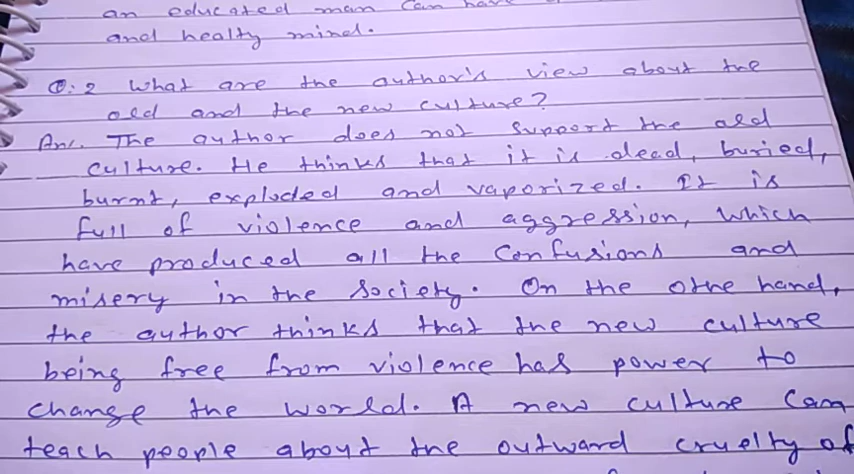 an educated man can have
and healty mind.
Q.2 What are the author's view about the
old and the new culture?
Ans. The author does not support the old
culture. He thinks that it is dead, buried,
burnt, exploded and vaporized. It is
full of violence and aggression, which
have produced all the confusions and
misery in the society. On the othe hand,
the author thinks that the new culture
being free from violence has power to
change the world. A new culture can
teach people about the outward cruelty of